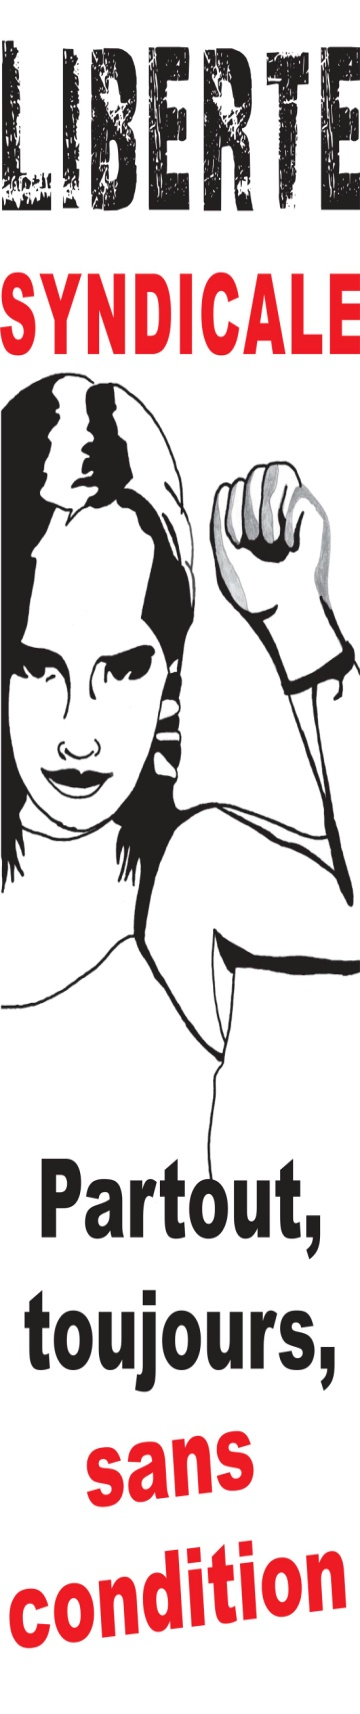 LIBERTE
SYNDICALE
Partout,
toujours,
sans
condition